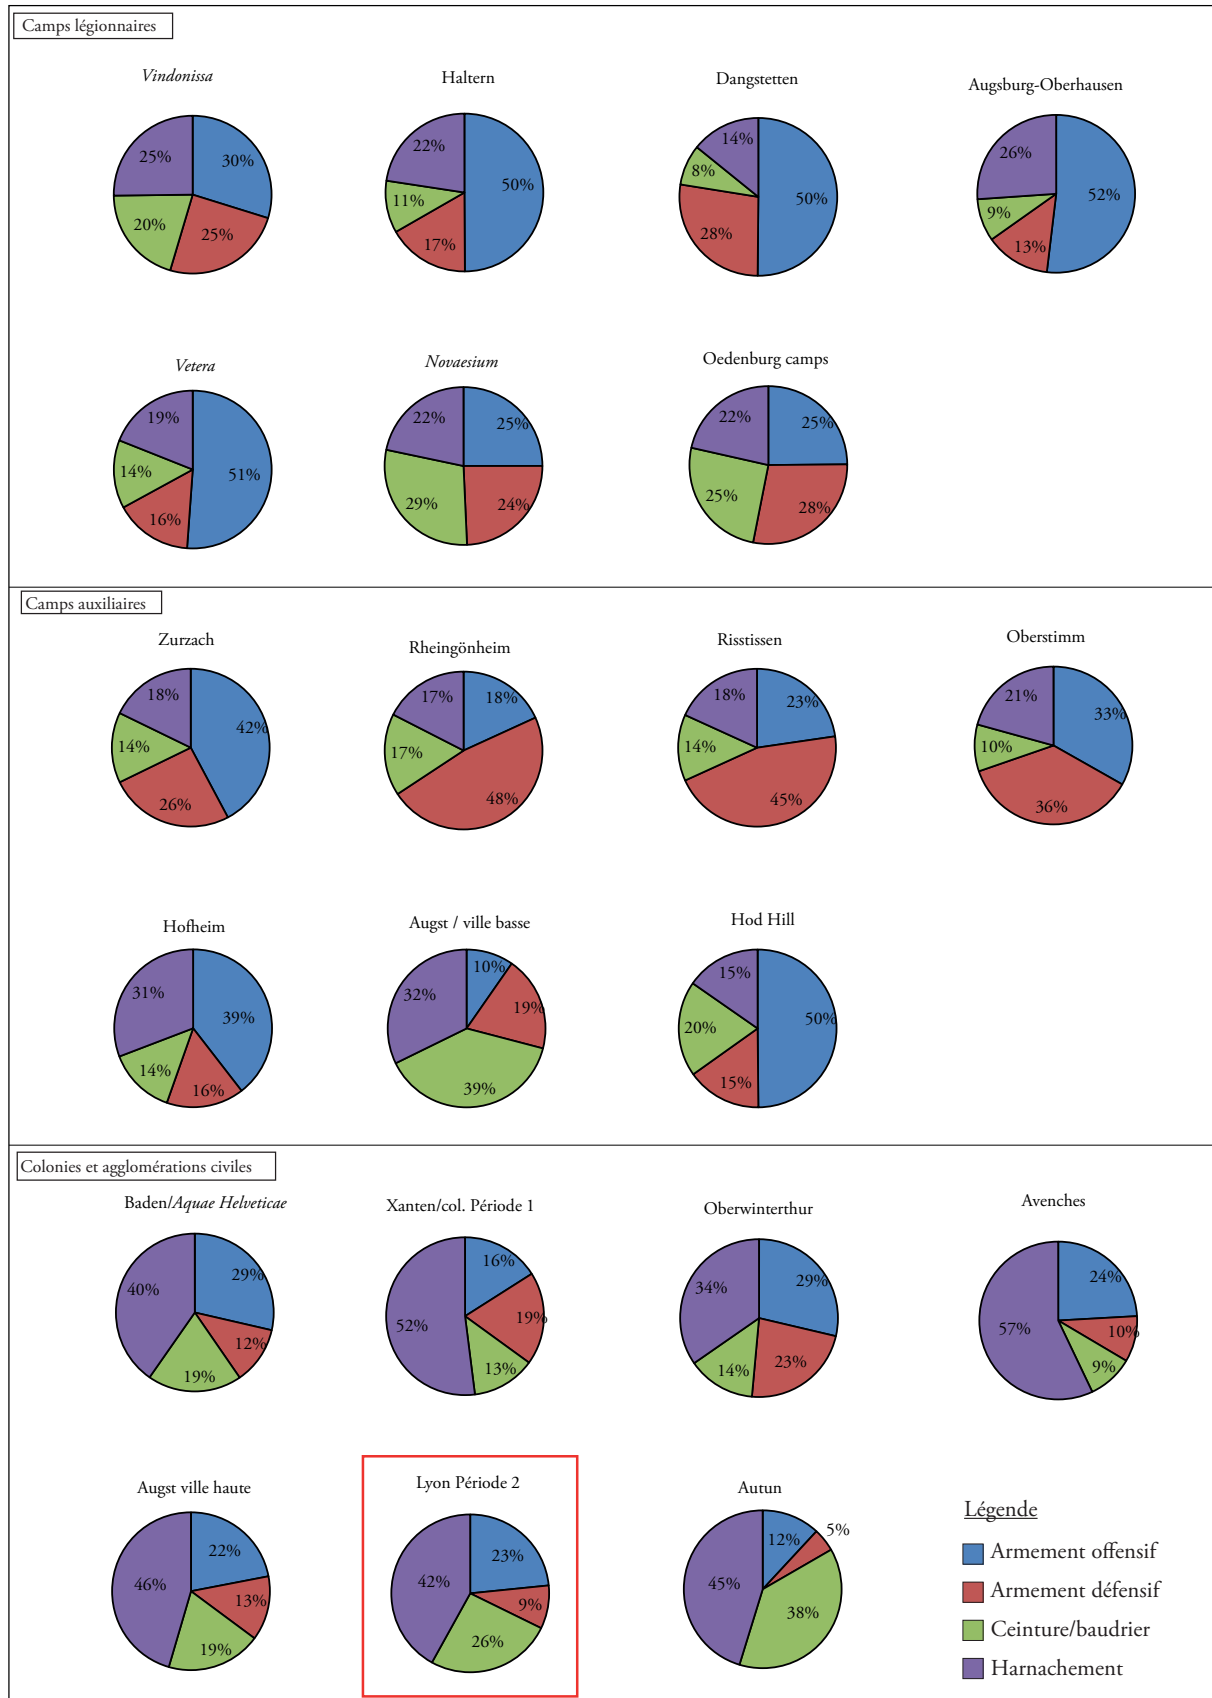 Camps légionnaires
Vindonissa
Haltern
Dangstetten
Augsburg-Oberhausen
30%
25%
20%
25%
50%
17%
11%
22%
50%
28%
8%
14%
52%
13%
9%
26%
Vetera
Novaesium
Oedenburg camps
51%
16%
14%
19%
25%
24%
29%
22%
25%
28%
25%
22%
Camps auxiliaires
Zurzach
Rheingönheim
Risstissen
Oberstimm
42%
26%
14%
18%
18%
48%
17%
17%
23%
45%
14%
18%
33%
36%
10%
21%
Hofheim
Augst / ville basse
Hod Hill
39%
16%
14%
31%
10%
19%
39%
32%
50%
15%
20%
15%
Colonies et agglomérations civiles
Baden/Aquae Helveticae
Xanten/col. Période 1
Oberwinterthur
Avenches
29%
12%
19%
40%
16%
19%
13%
52%
29%
23%
14%
34%
24%
10%
9%
57%
Augst ville haute
Lyon Période 2
Autun
22%
13%
19%
46%
23%
9%
26%
42%
12%
5%
38%
45%
Légende
Armement offensif
Armement défensif
Ceinture/baudrier
Harnachement